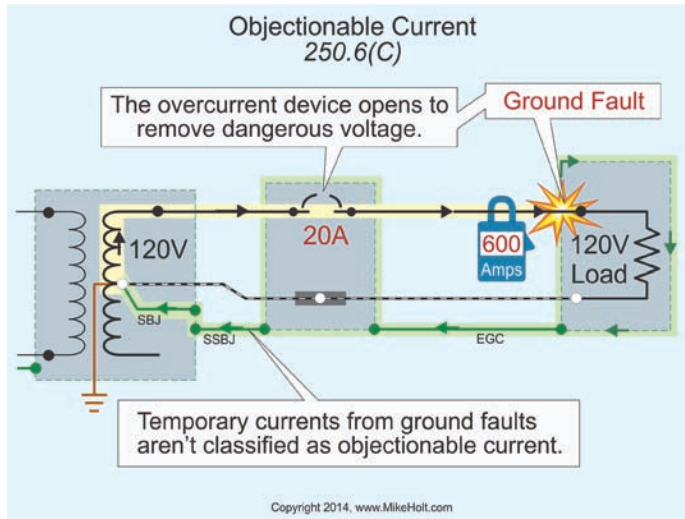 Objectionable Current
250.6(C)
The overcurrent device opens to
remove dangerous voltage.
Ground Fault
120V
20A
600
Amps
120V
Load
SBJ
SSBJ
EGC
Temporary currents from ground faults
aren't classified as objectionable current.
Copyright 2014, www.MikeHolt.com